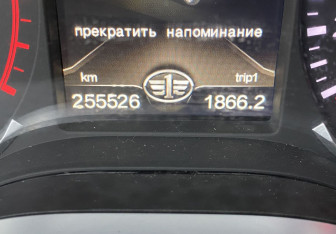 прекратить напоминание
km trip1
255526 1866.2